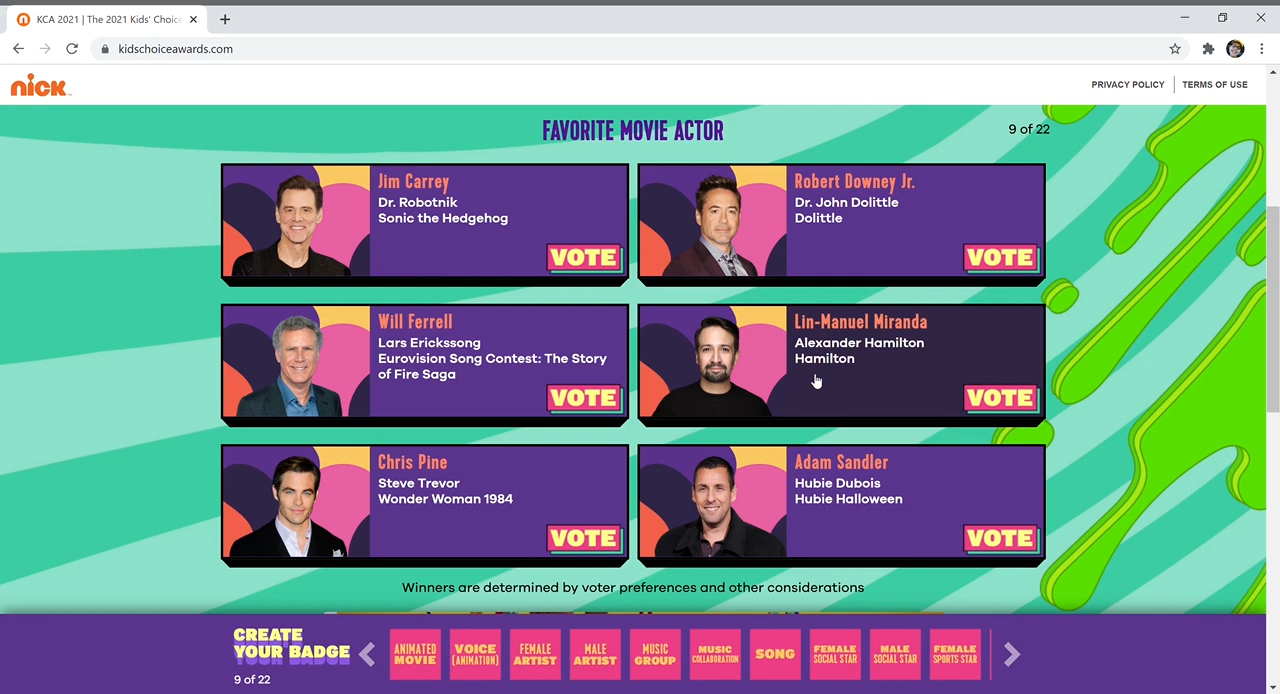 KCA 2021 | The 2021 Kids' Choice
kidschoiceawards.com
nick
PRIVACY POLICY
TERMS OF USE
FAVORITE MOVIE ACTOR
9 of 22
Jim Carrey
Dr. Robotnik
Sonic the Hedgehog
VOTE
Robert Downey Jr.
Dr. John Dolittle
Dolittle
VOTE
Will Ferrell
Lars Erickssong
Eurovision Song Contest: The Story
of Fire Saga
VOTE
Lin-Manuel Miranda
Alexander Hamilton
Hamilton
VOTE
Chris Pine
Steve Trevor
Wonder Woman 1984
VOTE
Adam Sandler
Hubie Dubois
Hubie Halloween
VOTE
Winners are determined by voter preferences and other considerations
CREATE
YOUR BADGE
9 of 22
ANIMATED
MOVIE
VOICE
(ANIMATION)
FEMALE
ARTIST
MALE
ARTIST
MUSIC
GROUP
MUSIC
COLLABORATION
SONG
FEMALE
SOCIAL STAR
MALE
SOCIAL STAR
FEMALE
SPORTS STAR